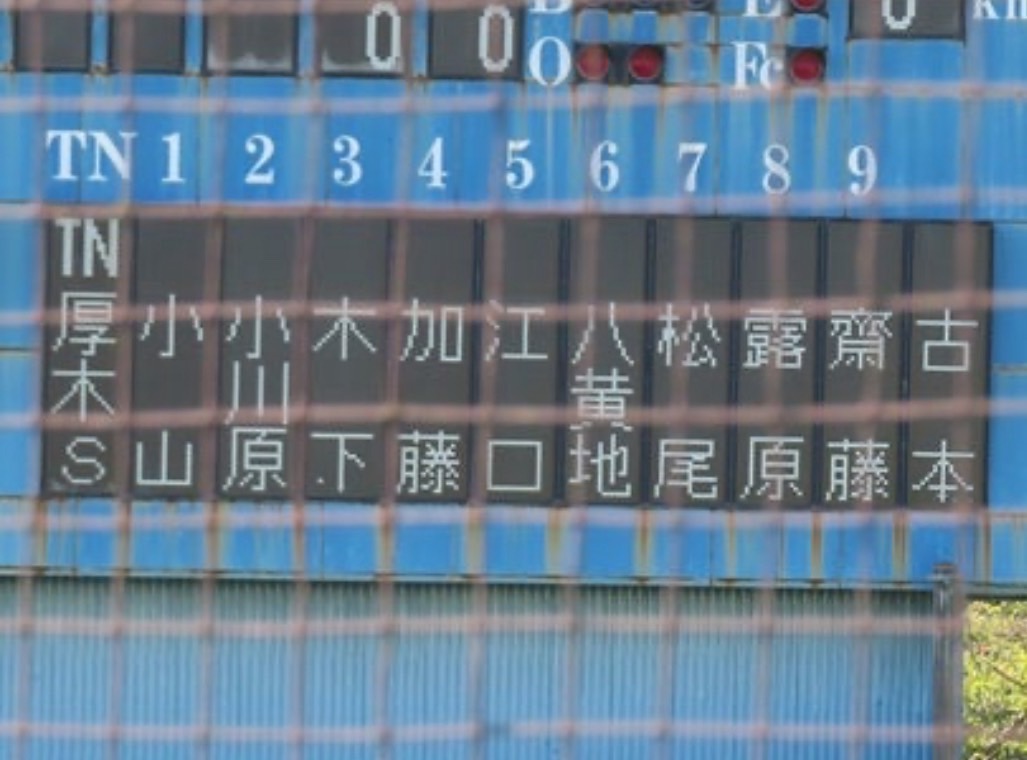 0 0 B E 0 km
O Fc
TN 1 2 3 4 5 6 7 8 9
TN
厚木S
小山
小川原
木下
加藤
江口
八黄地
松尾
露原
齋藤
古本